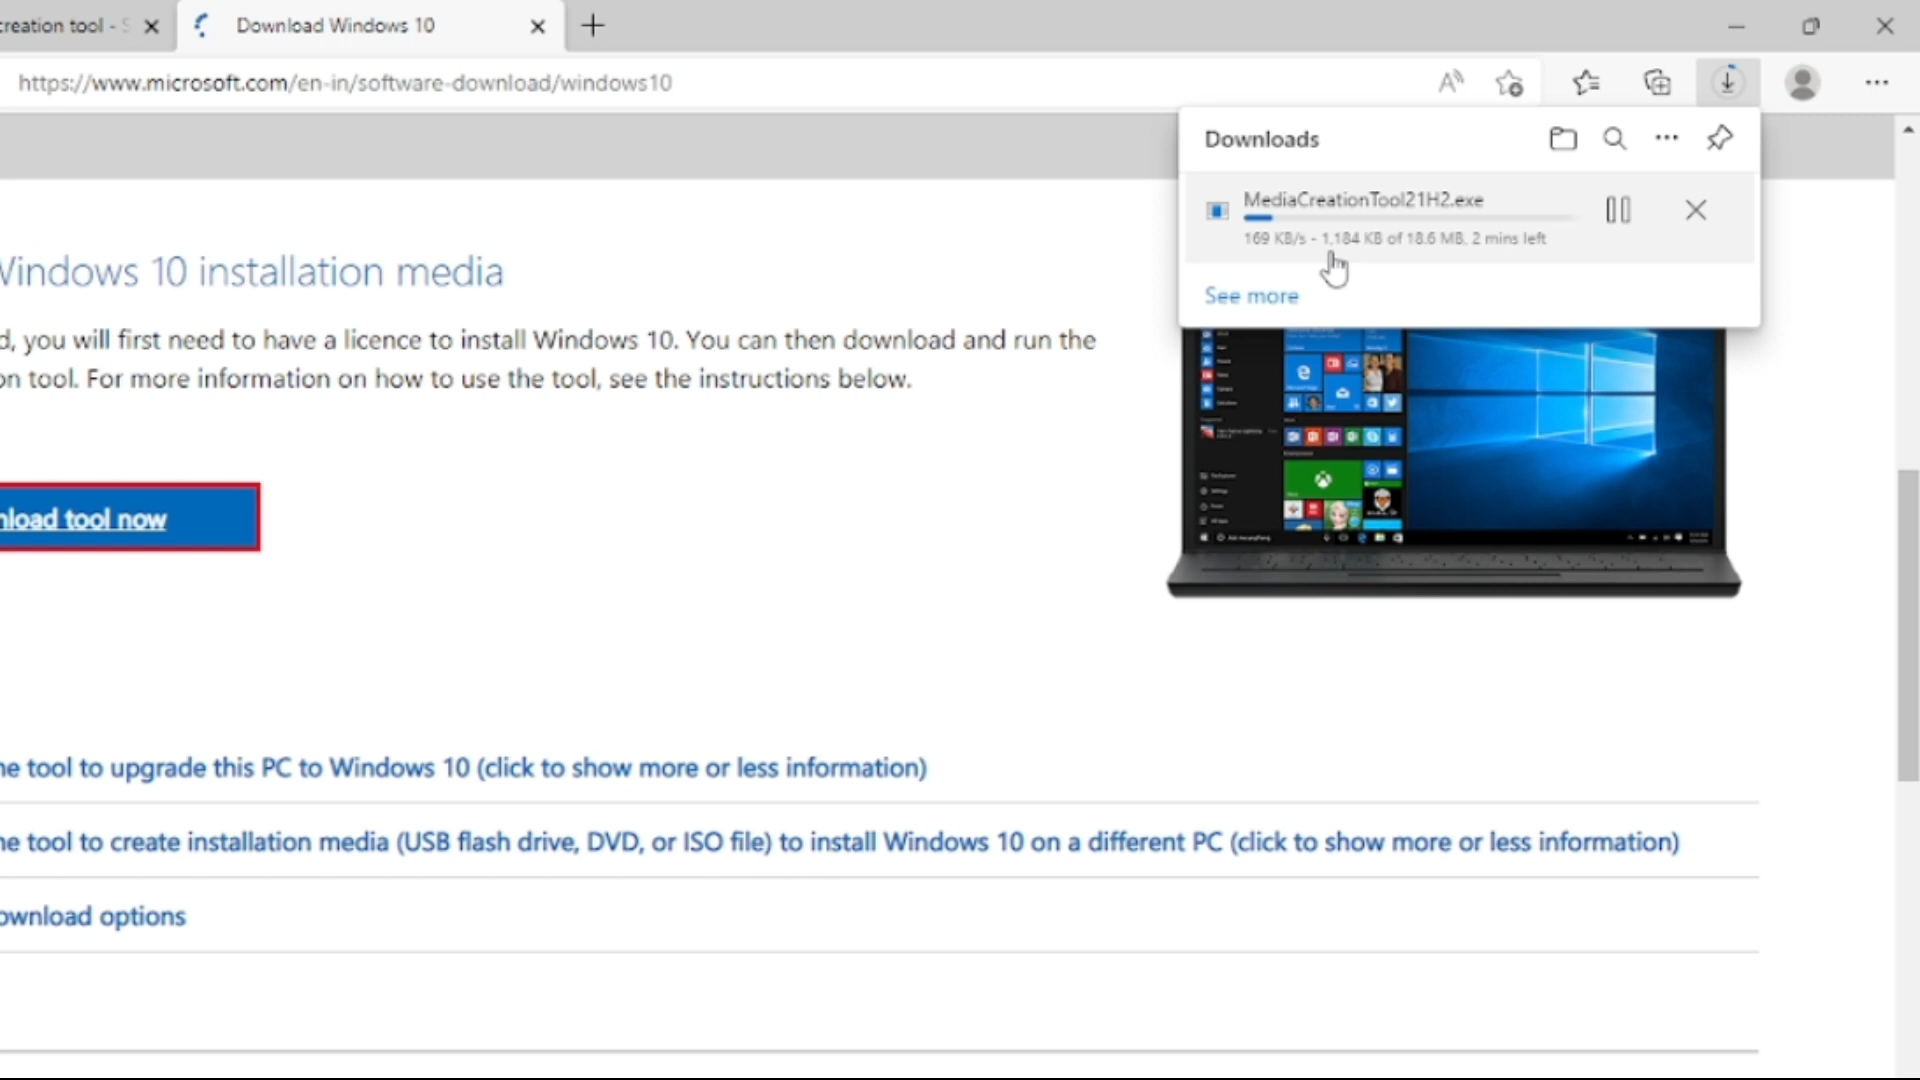 creation tool - S
Download Windows 10
https://www.microsoft.com/en-in/software-download/windows10
Downloads
MediaCreationTool21H2.exe
169 KB/s - 1,184 KB of 18.6 MB, 2 mins left
See more
Windows 10 installation media
d, you will first need to have a licence to install Windows 10. You can then download and run the
on tool. For more information on how to use the tool, see the instructions below.
nload tool now
he tool to upgrade this PC to Windows 10 (click to show more or less information)
he tool to create installation media (USB flash drive, DVD, or ISO file) to install Windows 10 on a different PC (click to show more or less information)
ownload options